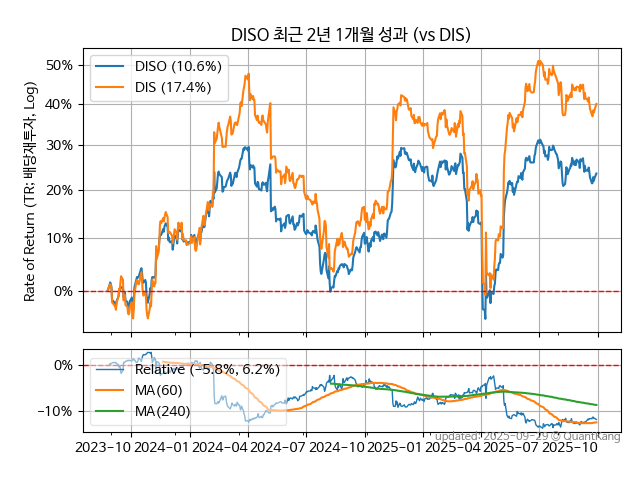 DISO 최근 2년 1개월 성과 (vs DIS)
Rate of Return (TR: 배당재투자, Log)
50%
40%
30%
20%
10%
0%
DISO (10.6%)
DIS (17.4%)
0%
−10%
Relative (−5.8%, 6.2%)
MA(60)
MA(240)
updated: 2025-09-29 © QuantKang
2023-10 2024-01 2024-04 2024-07 2024-10 2025-01 2025-04 2025-07 2025-10